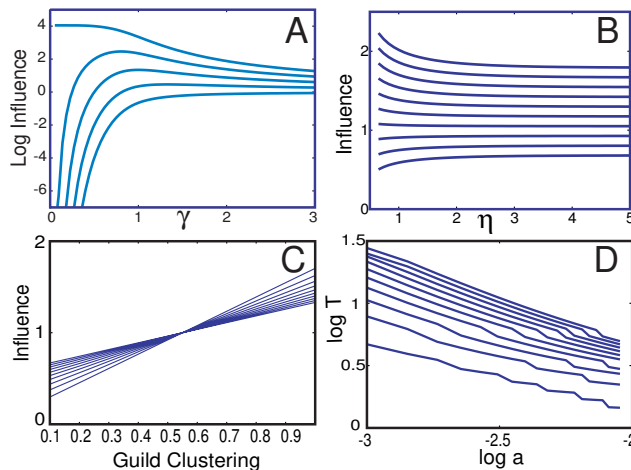 A
4
2
0
-2
-4
-6
Log Influence
0 1 2 3
γ
B
2
1
0
Influence
1 2 3 4 5
η
C
2
1
0
Influence
0.1 0.2 0.3 0.4 0.5 0.6 0.7 0.8 0.9
Guild Clustering
D
1.5
1
0.5
0
log T
-3 -2.5 -2
log a